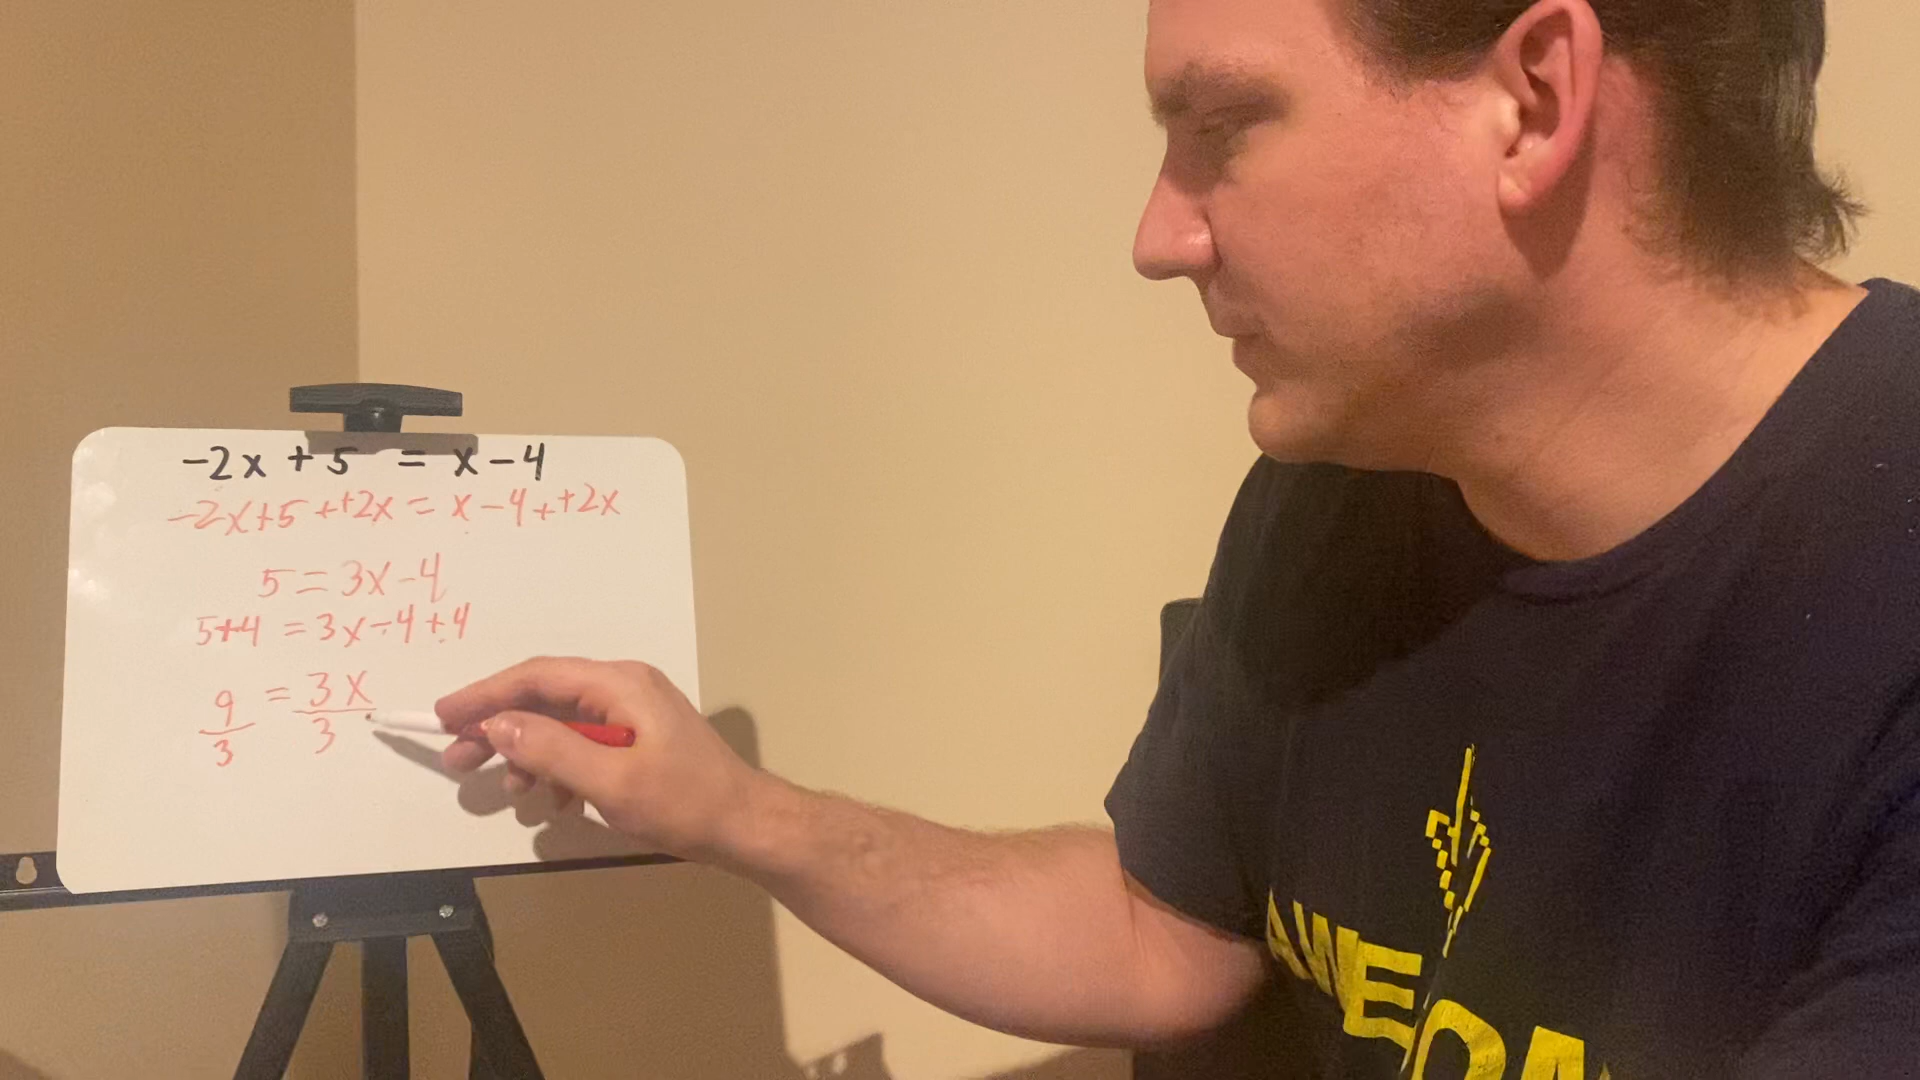 -2x + 5 = x - 4
-2x+5++2x = x-4++2x
5 = 3x-4
5+4 = 3x-4+4
9/3 = 3x/3
AWE